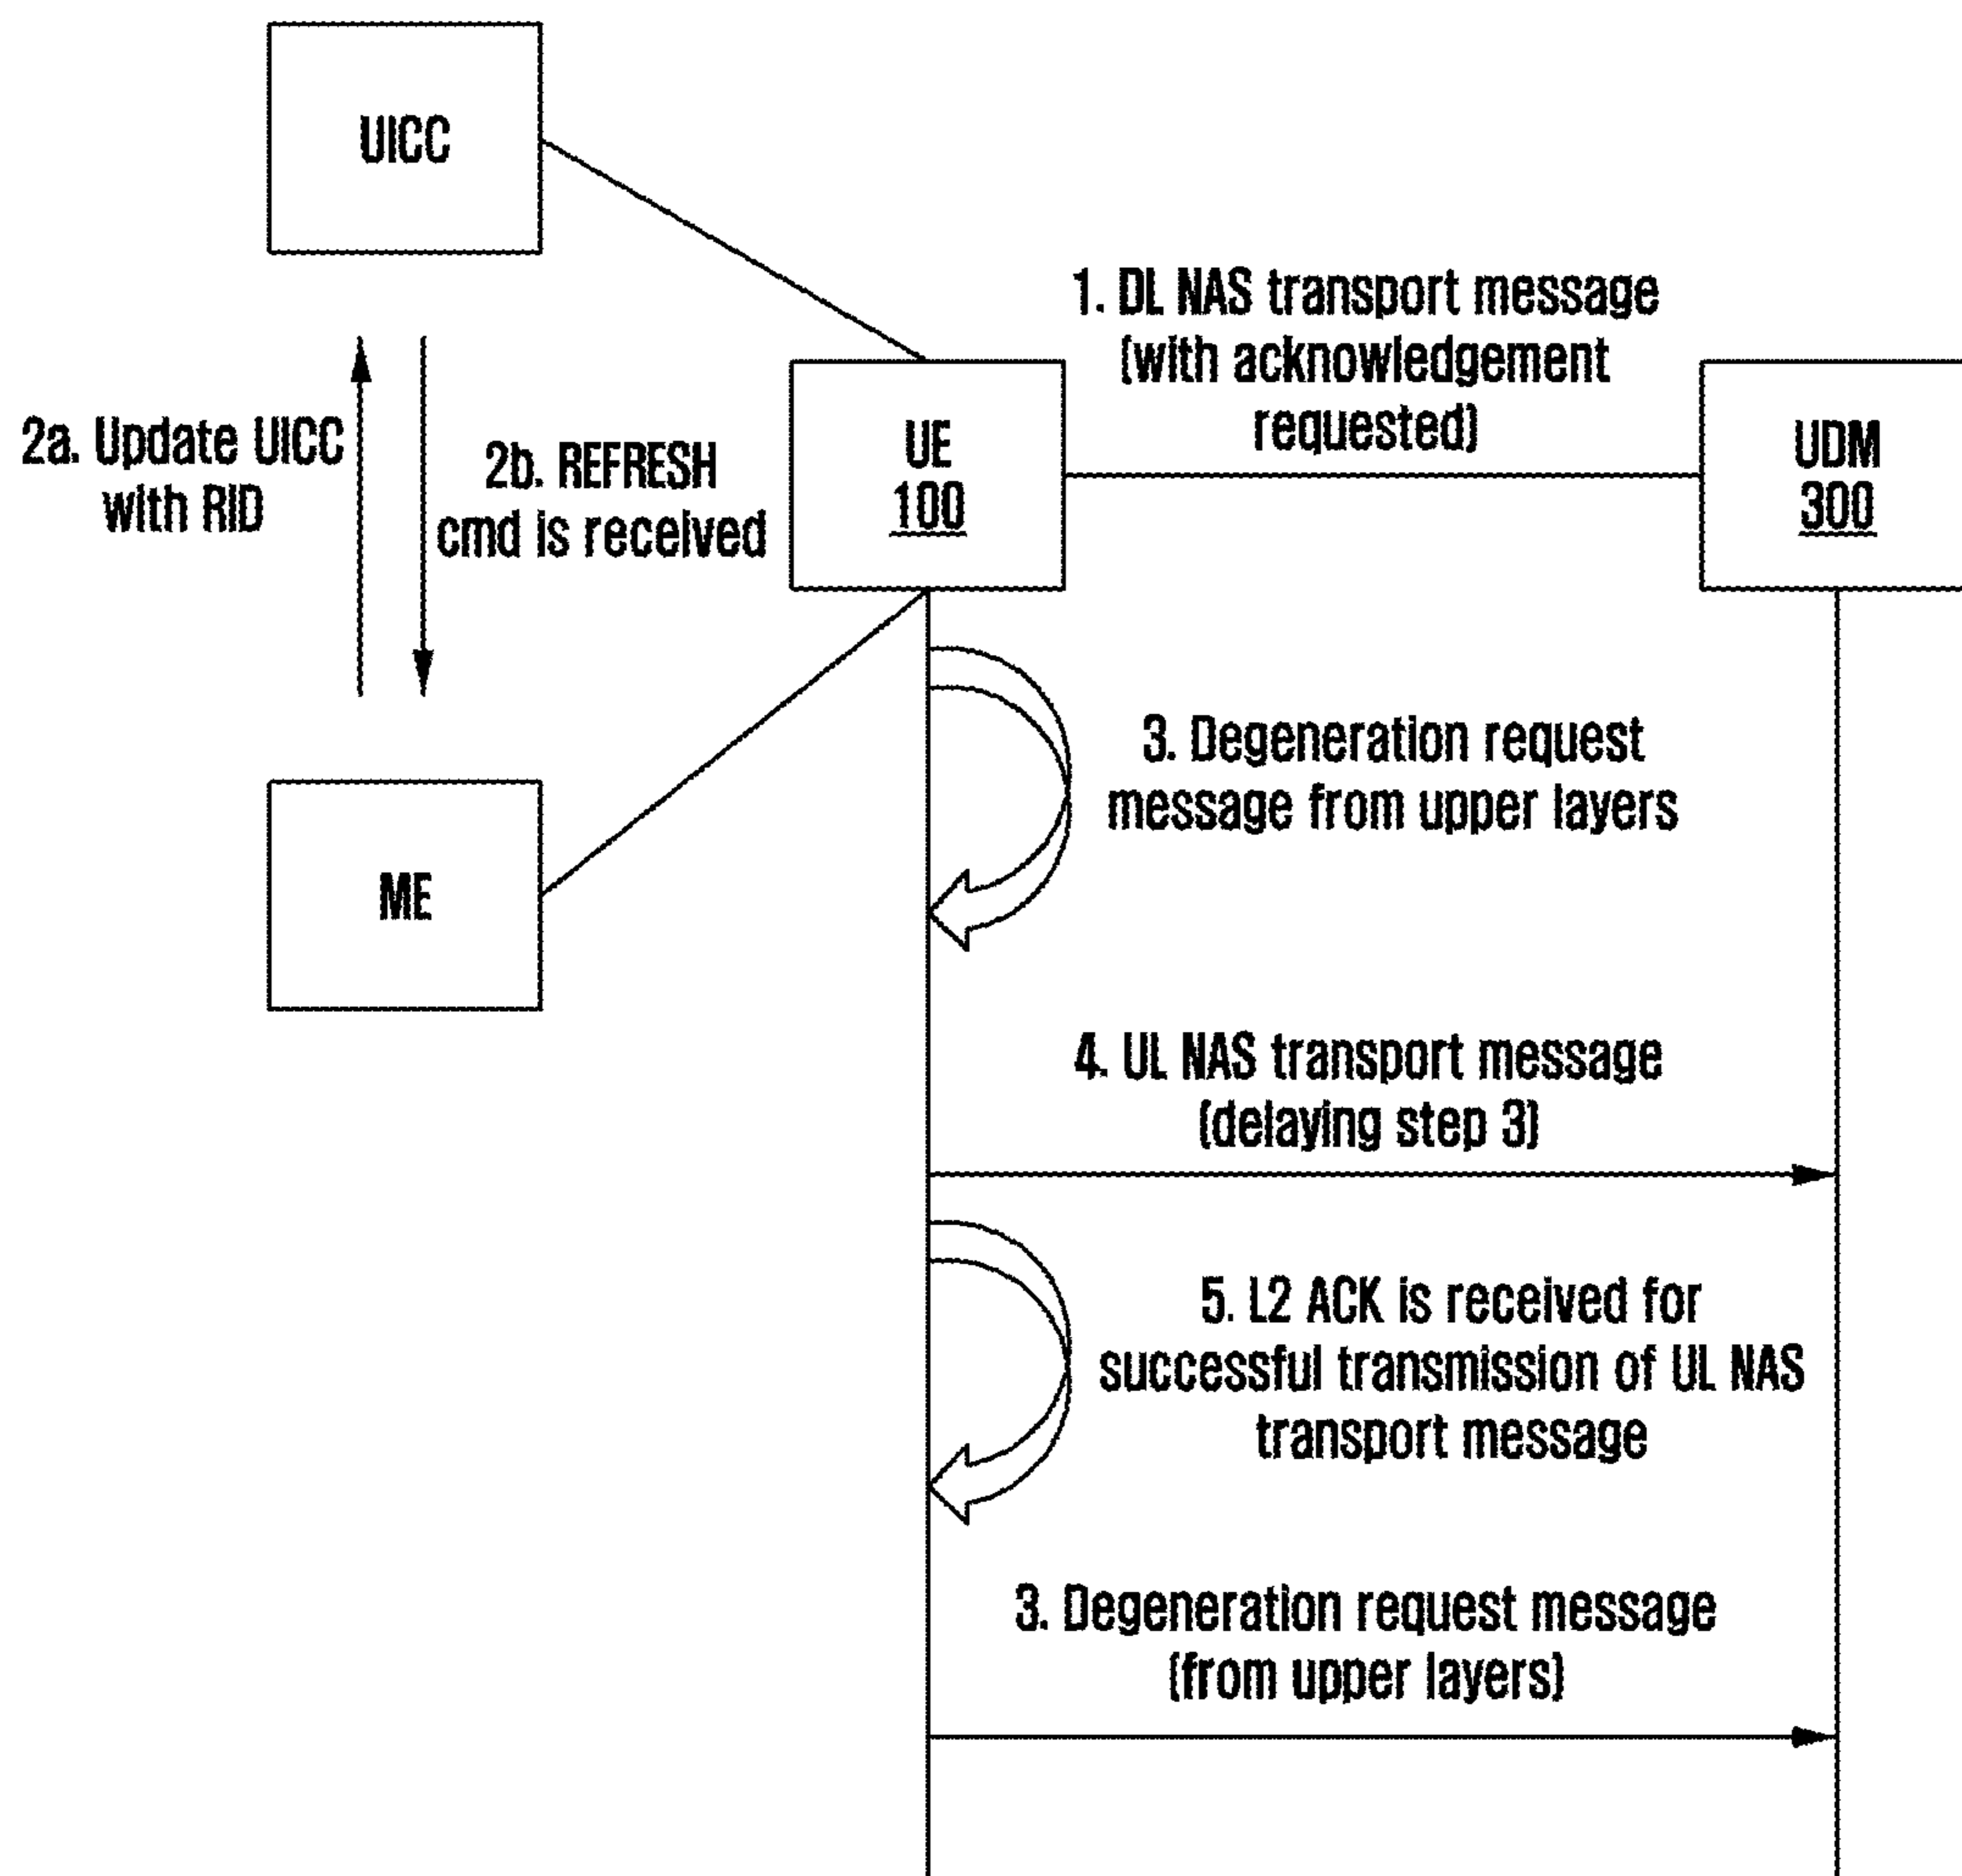 UICC
1. DL NAS transport message
(with acknowledgement
requested)
2a. Update UICC
with RID
2b. REFRESH
cmd is received
UE
100
UDM
300
3. Degeneration request
message from upper layers
ME
4. UL NAS transport message
(delaying step 3)
5. L2 ACK is received for
successful transmission of UL NAS
transport message
3. Degeneration request message
(from upper layers)